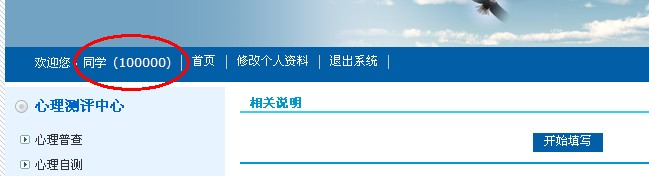 欢迎您：同学 (100000) 首页 修改个人资料 退出系统
心理测评中心
相关说明
心理普查
开始填写
心理自测